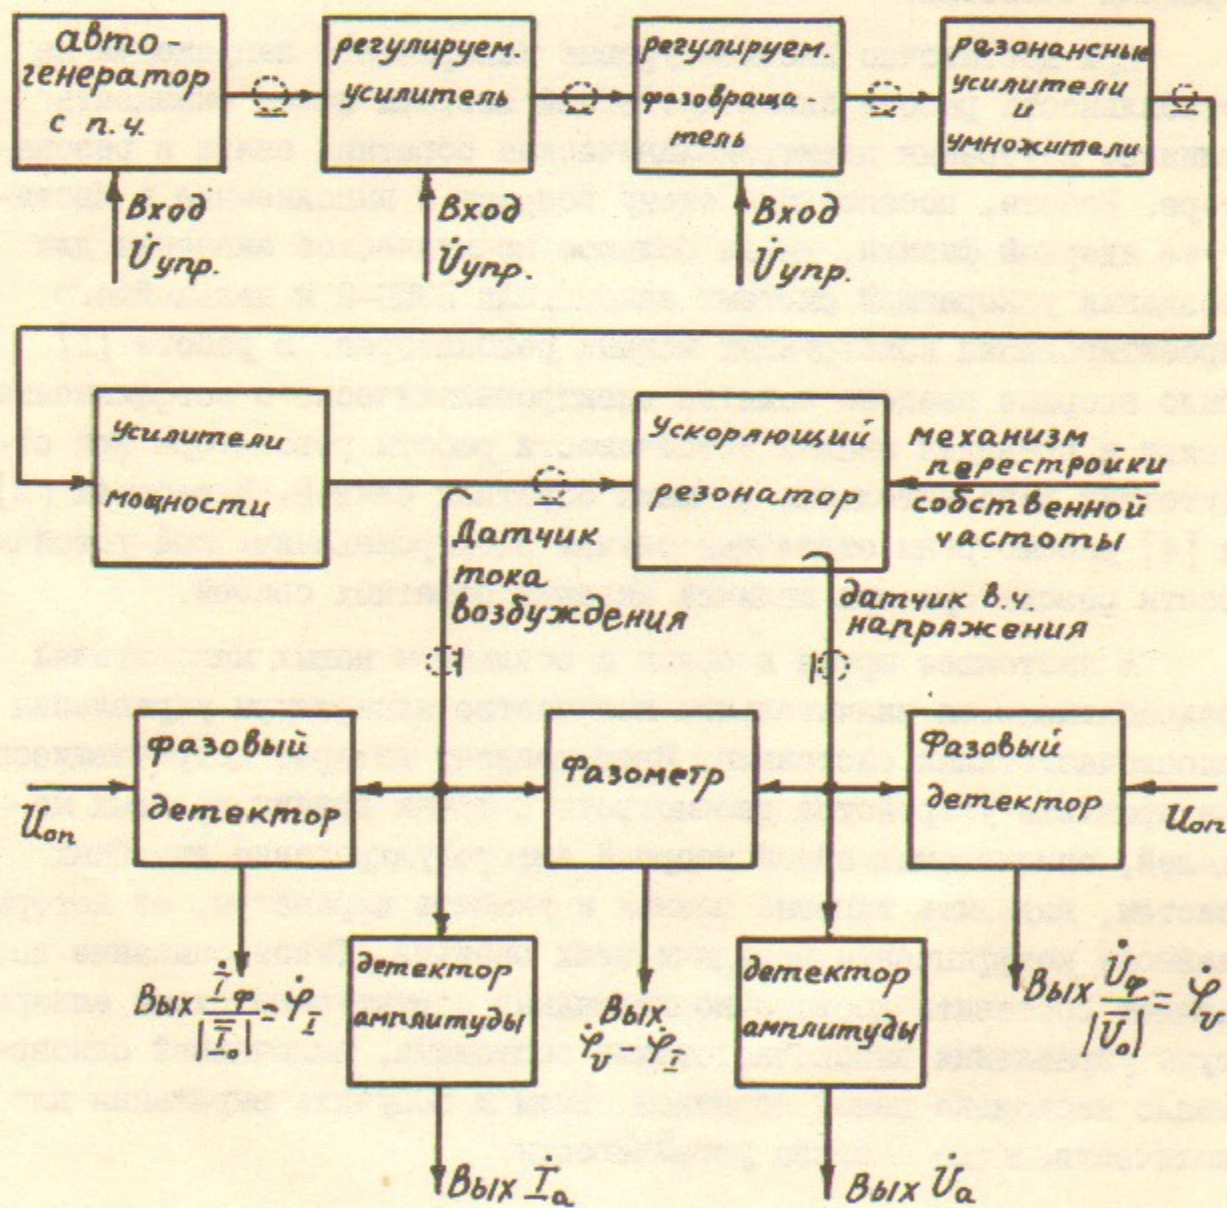 авто-
генератор
с п.ч.
регулируем.
усилитель
регулируем.
фазовраща
тель
резонансные
усилители
и
умножители
Вход
U̇упр.
Вход
U̇упр.
Вход
U̇упр.
Усилители
мощности
Ускоряющий
резонатор
механизм
перестройки
собственной
частоты
Датчик
тока
возбуждения
датчик в.ч.
напряжения
фазовый
детектор
Фазометр
Фазовый
детектор
Uоп
Uоп
детектор
амплитуды
детектор
амплитуды
Вых İφ/|Ī₀| = φ̇I
Вых
φ̇v - φ̇I
Вых U̇φ/|Ū₀| = φ̇v
Вых İa
Вых U̇a